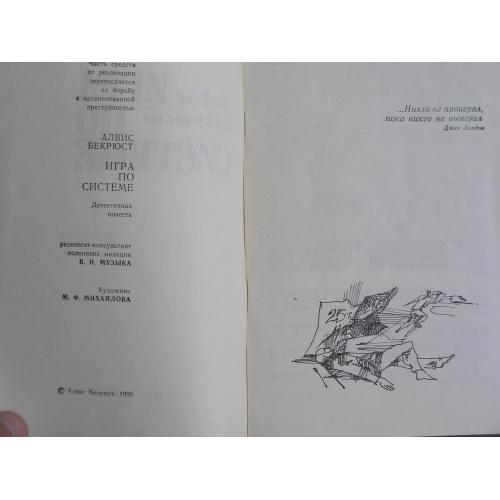 Часть средств
от реализации
перечисляется
на борьбу
с организованной
преступностью
АЛВИС
БЕКРЮСТ
ИГРА
ПО
СИСТЕМЕ
Детективная
повесть
рецензент-консультант
полковник милиции
В. Н. МУЗЫКА
Художник
М. Ф. МИХАЙЛОВА
© Алвис Бекрюст, 1990
...Никто не проиграл,
пока никто не выиграл
Джек Лондон
25